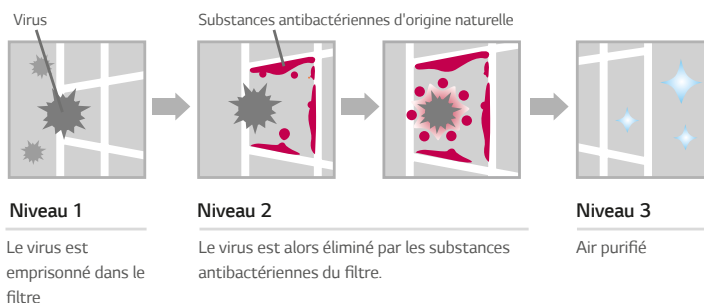 Virus
Substances antibactériennes d'origine naturelle
Niveau 1
Le virus est
emprisonné dans le
filtre
Niveau 2
Le virus est alors éliminé par les substances
antibactériennes du filtre.
Niveau 3
Air purifié